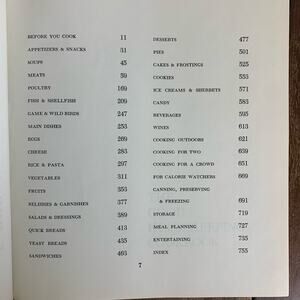 BEFORE YOU COOK 11
APPETIZERS & SNACKS 31
SOUPS 45
MEATS 59
POULTRY 169
FISH & SHELLFISH 209
GAME & WILD BIRDS 247
MAIN DISHES 253
EGGS 269
CHEESE 283
RICE & PASTA 297
VEGETABLES 311
FRUITS 353
RELISHES & GARNISHES 377
SALADS & DRESSINGS 389
QUICK BREADS 413
YEAST BREADS 435
SANDWICHES 463
DESSERTS 477
PIES 501
CAKES & FROSTINGS 525
COOKIES 553
ICE CREAMS & SHERBETS 571
CANDY 583
BEVERAGES 595
WINES 613
COOKING OUTDOORS 621
COOKING FOR TWO 639
COOKING FOR A CROWD 651
FOR CALORIE WATCHERS 669
CANNING, PRESERVING
& FREEZING 691
STORAGE 719
MEAL PLANNING 727
ENTERTAINING 735
INDEX 755
7